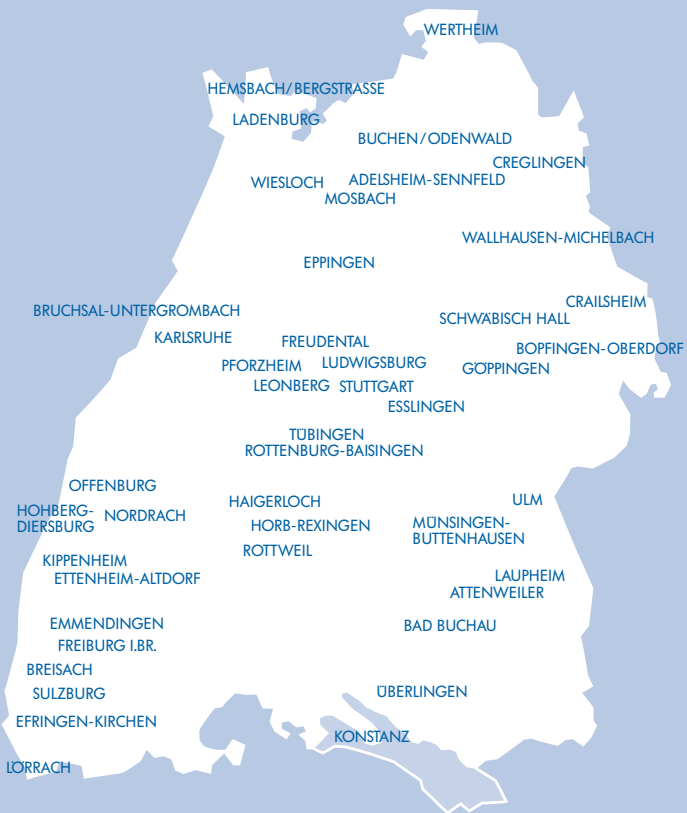 WERTHEIM
HEMSBACH/BERGSTRASSE
LADENBURG
BUCHEN/ODENWALD
CREGLINGEN
WIESLOCH
ADELSHEIM-SENNFELD
MOSBACH
WALLHAUSEN-MICHELBACH
EPPINGEN
CRAILSHEIM
BRUCHSAL-UNTERGROMBACH
SCHWÄBISCH HALL
KARLSRUHE
FREUDENTAL
BOPFINGEN-OBERDORF
PFORZHEIM
LUDWIGSBURG
GÖPPINGEN
LEONBERG
STUTTGART
ESSLINGEN
TÜBINGEN
ROTTENBURG-BAISINGEN
OFFENBURG
HAIGERLOCH
ULM
HOHBERG-
DIERSBURG
NORDRACH
HORB-REXINGEN
MÜNSINGEN-
BUTTENHAUSEN
ROTTWEIL
KIPPENHEIM
ETTENHEIM-ALTDORF
LAUPHEIM
ATTENWEILER
EMMENDINGEN
BAD BUCHAU
FREIBURG I.BR.
BREISACH
SULZBURG
ÜBERLINGEN
EFRINGEN-KIRCHEN
KONSTANZ
LÖRRACH